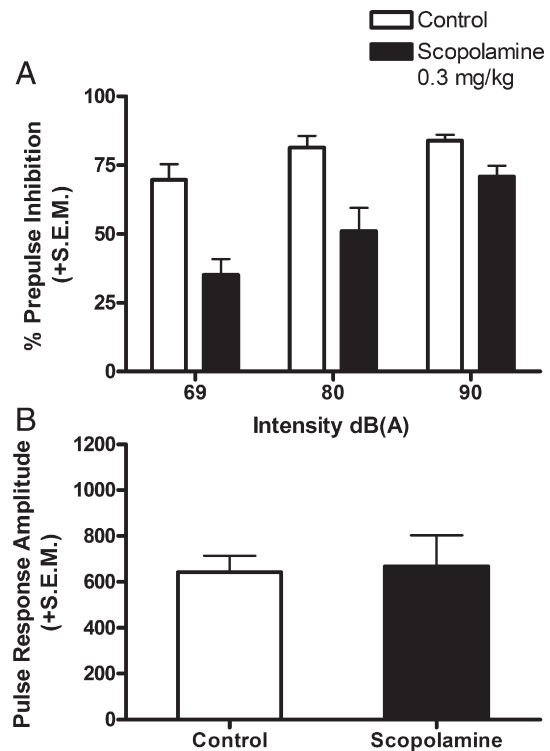 Control
Scopolamine
0.3 mg/kg
A
100
75
50
25
0
% Prepulse Inhibition
(+S.E.M.)
69
80
90
Intensity dB(A)
B
1200
1000
800
600
400
200
0
Pulse Response Amplitude
(+S.E.M.)
Control
Scopolamine